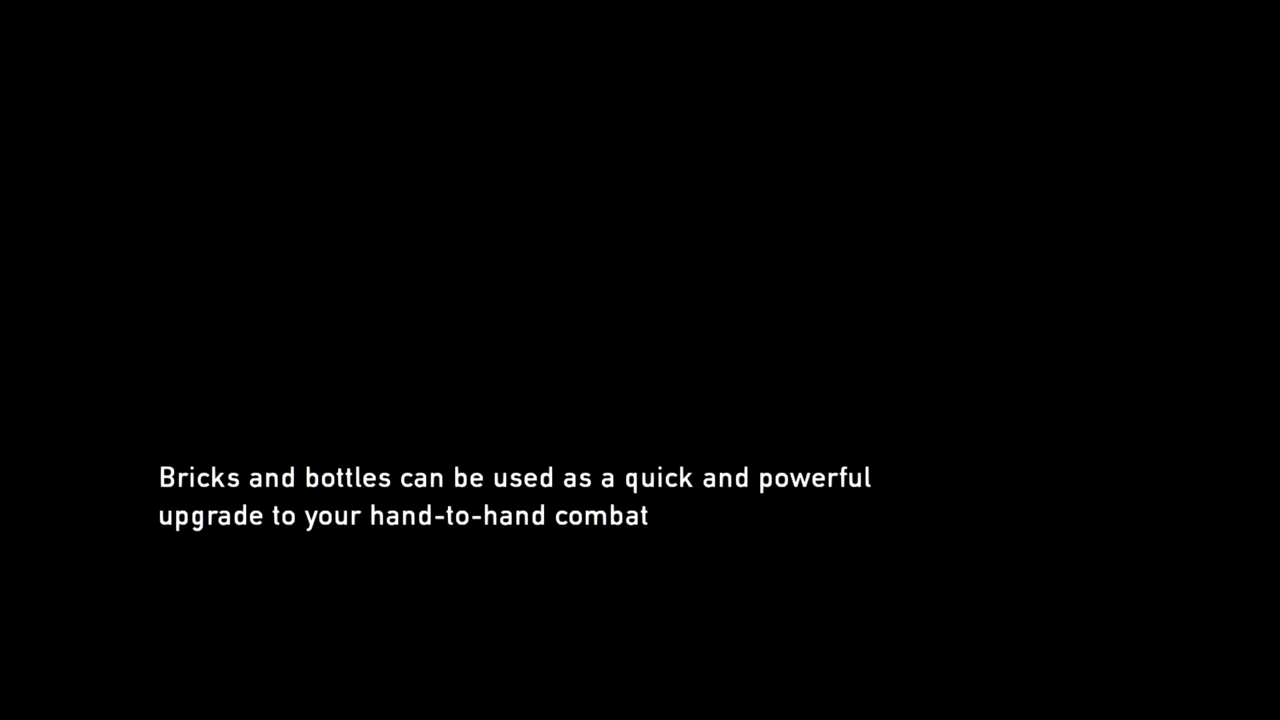 Bricks and bottles can be used as a quick and powerful
upgrade to your hand-to-hand combat